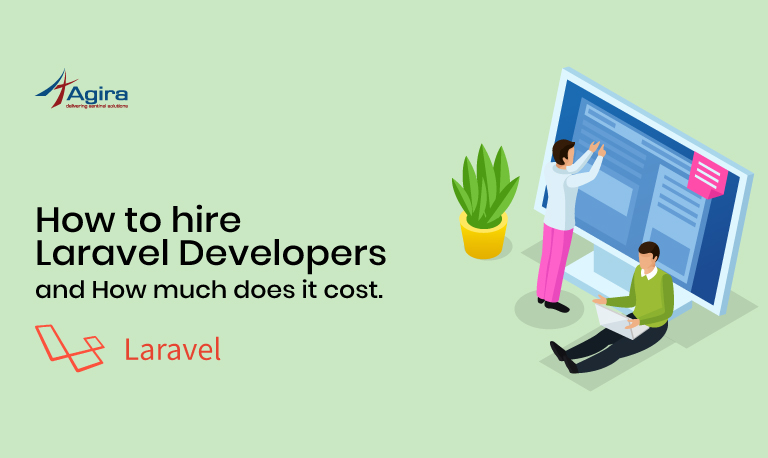 Agira
delivering sentinel solutions
How to hire
Laravel Developers
and How much does it cost.
Laravel